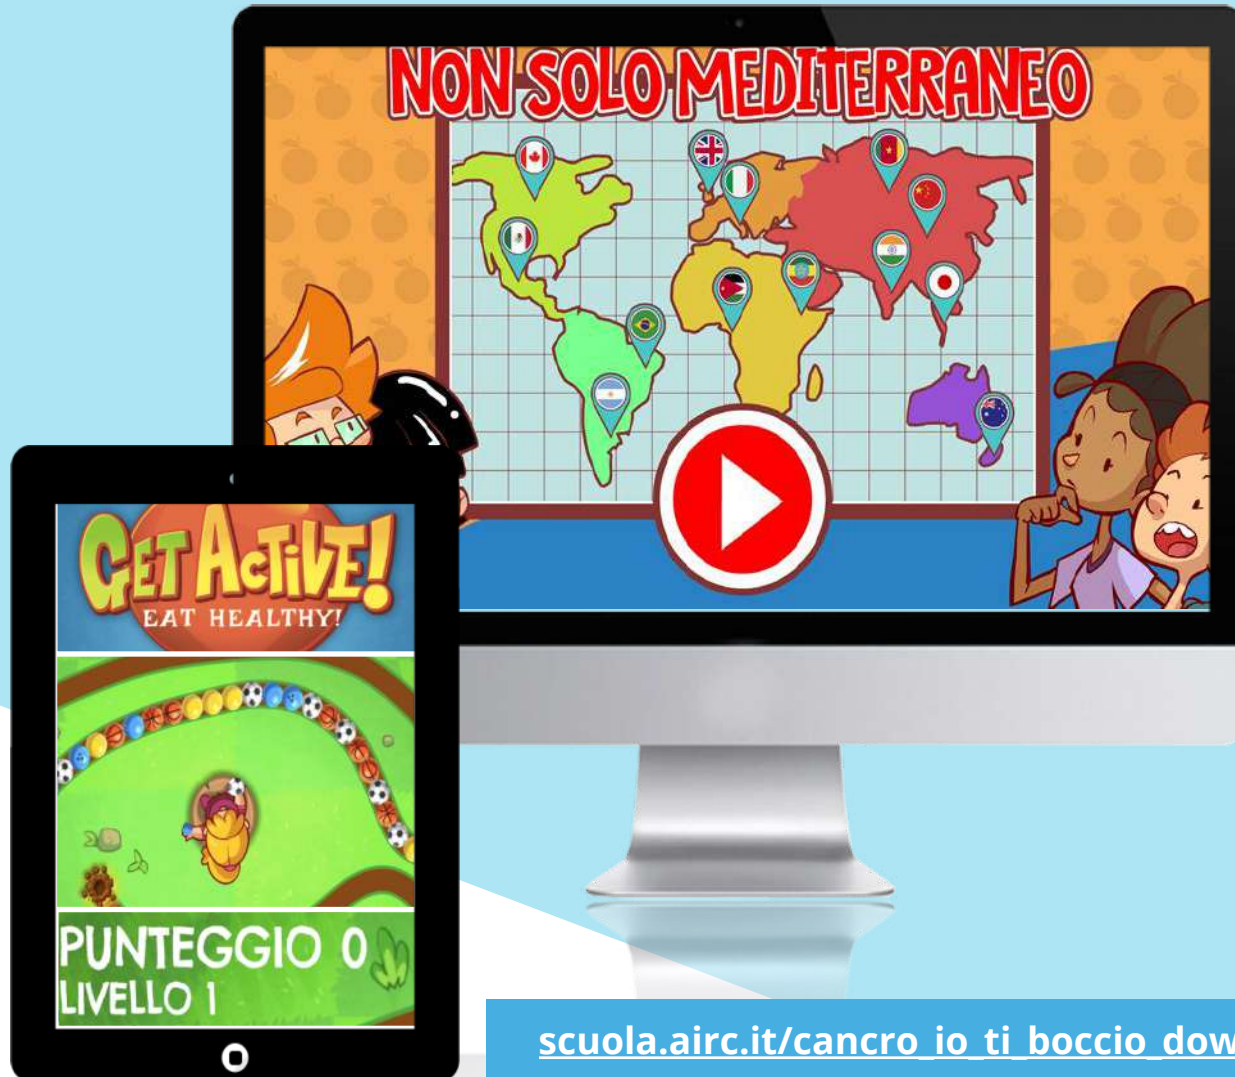 NON SOLO MEDITERRANEO
GET ACTIVE!
EAT HEALTHY!
PUNTEGGIO 0
LIVELLO 1
scuola.airc.it/cancro_io_ti_boccio_dow